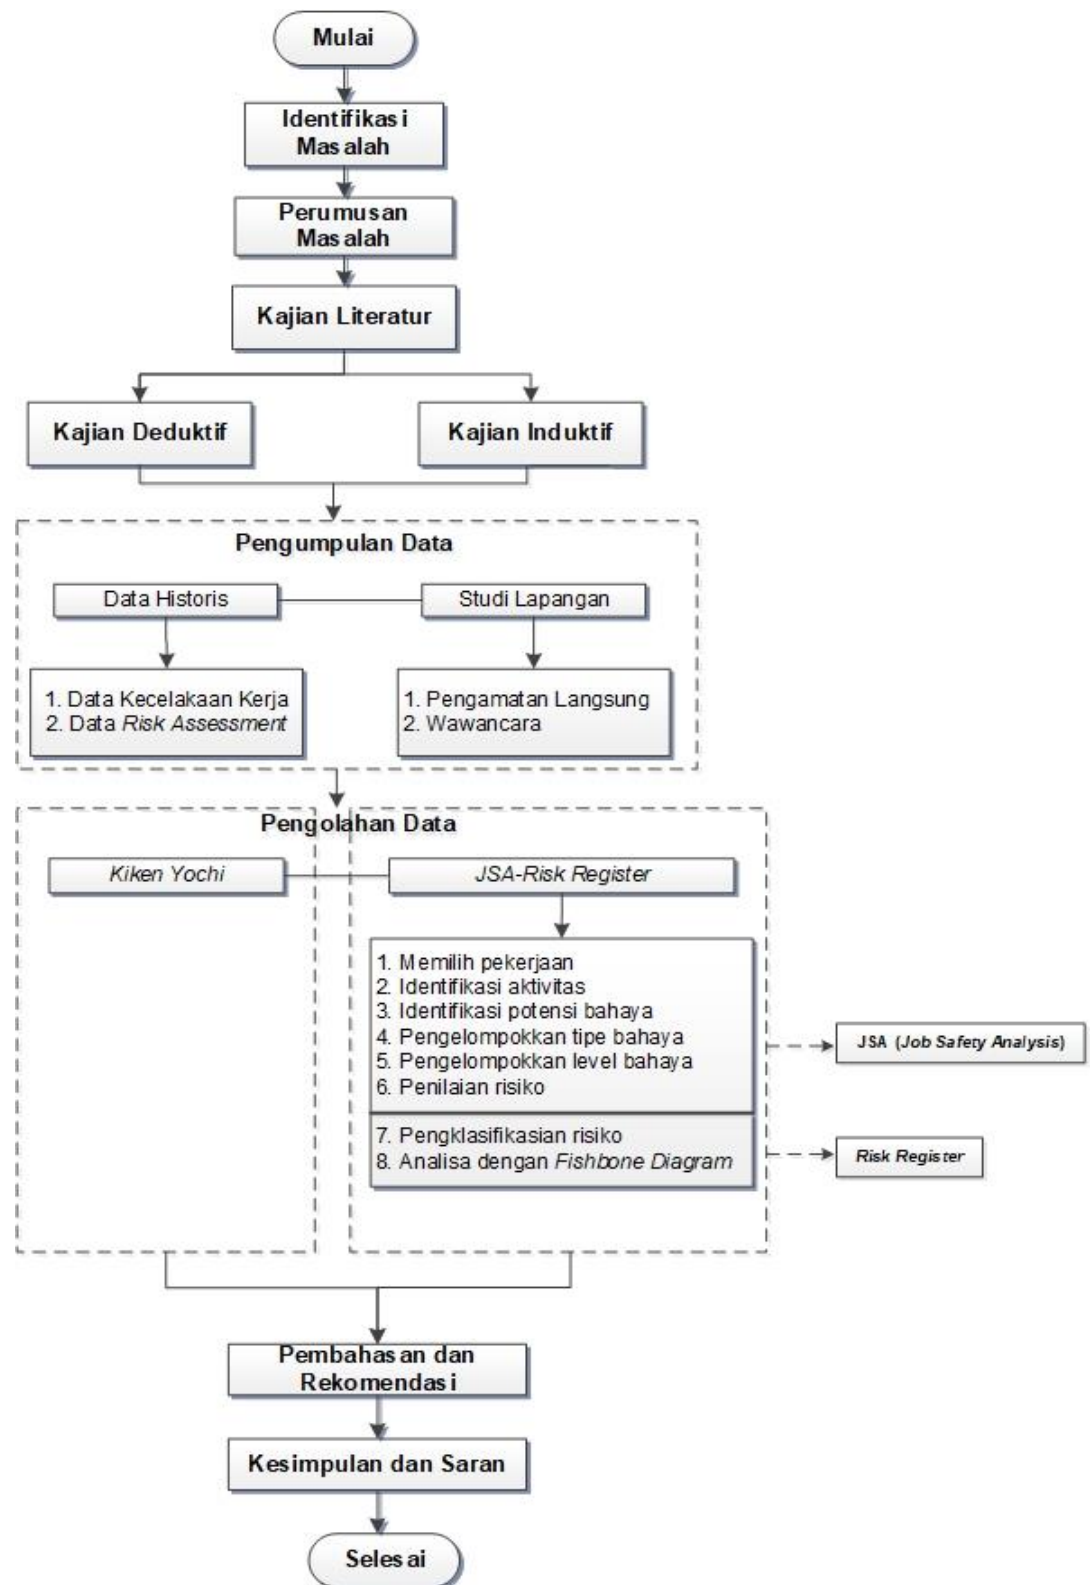 Mulai
Identifikasi
Masalah
Perumusan
Masalah
Kajian Literatur
Kajian Deduktif
Kajian Induktif
Pengumpulan Data
Data Historis
Studi Lapangan
1. Data Kecelakaan Kerja
2. Data Risk Assessment
1. Pengamatan Langsung
2. Wawancara
Pengolahan Data
Kiken Yochi
JSA-Risk Register
1. Memilih pekerjaan
2. Identifikasi aktivitas
3. Identifikasi potensi bahaya
4. Pengelompokkan tipe bahaya
5. Pengelompokkan level bahaya
6. Penilaian risiko
7. Pengklasifikasian risiko
8. Analisa dengan Fishbone Diagram
JSA (Job Safety Analysis)
Risk Register
Pembahasan dan
Rekomendasi
Kesimpulan dan Saran
Selesai